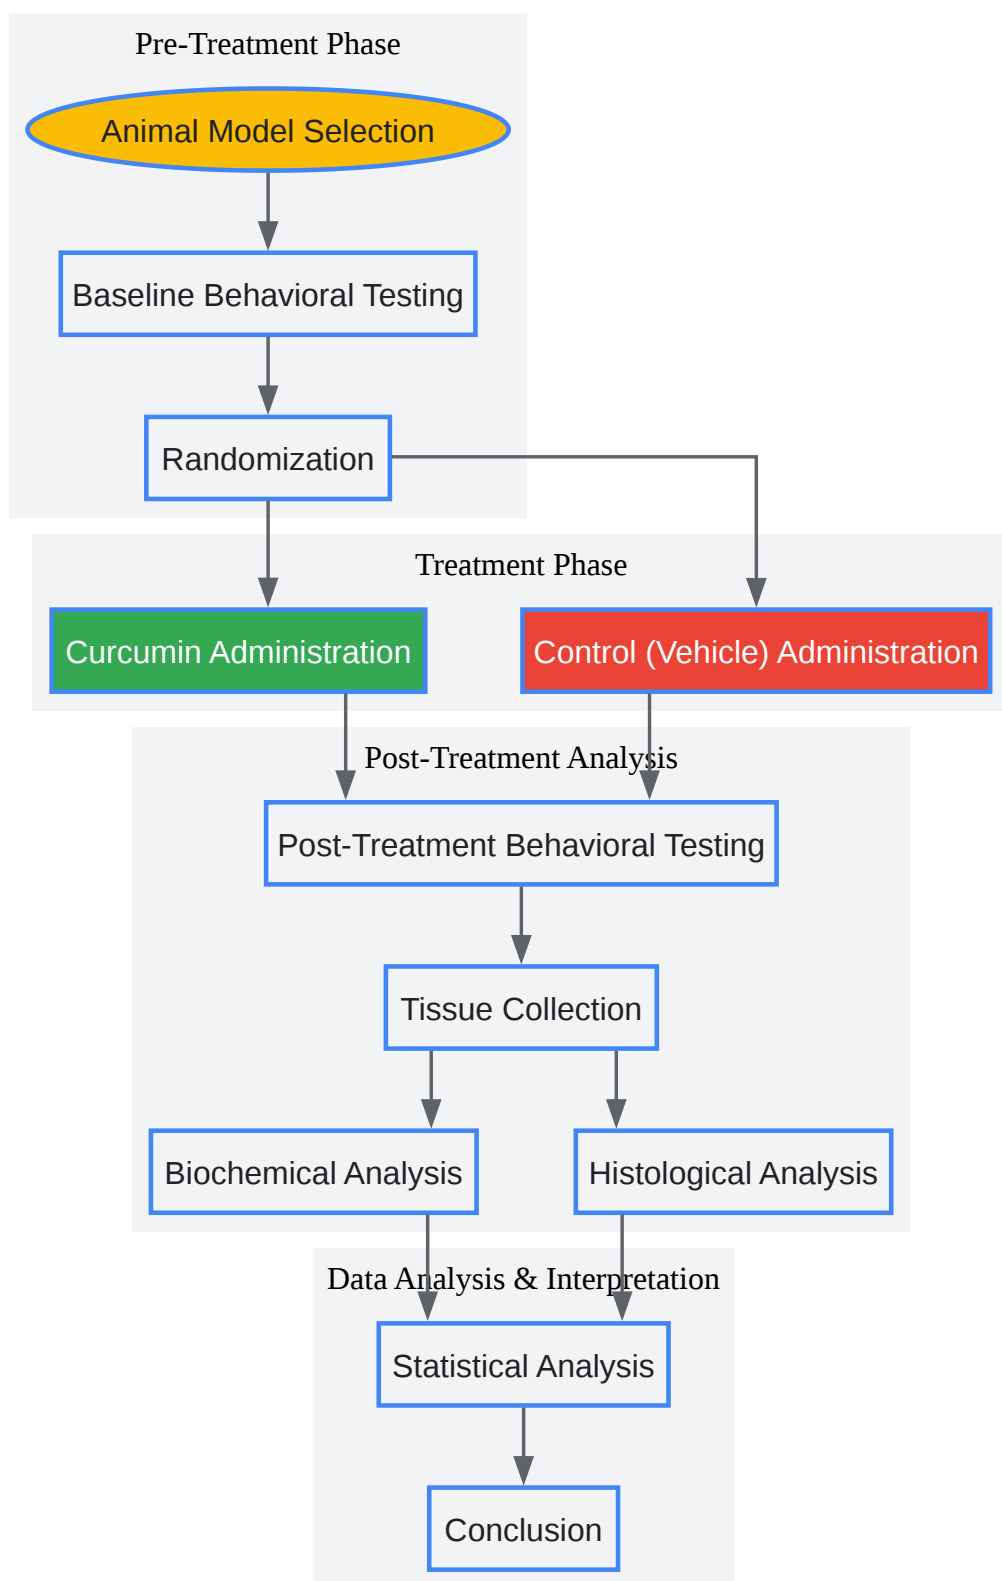 Pre-Treatment Phase
Animal Model Selection
Baseline Behavioral Testing
Randomization
Treatment Phase
Curcumin Administration
Control (Vehicle) Administration
Post-Treatment Analysis
Post-Treatment Behavioral Testing
Tissue Collection
Biochemical Analysis
Histological Analysis
Data Analysis & Interpretation
Statistical Analysis
Conclusion